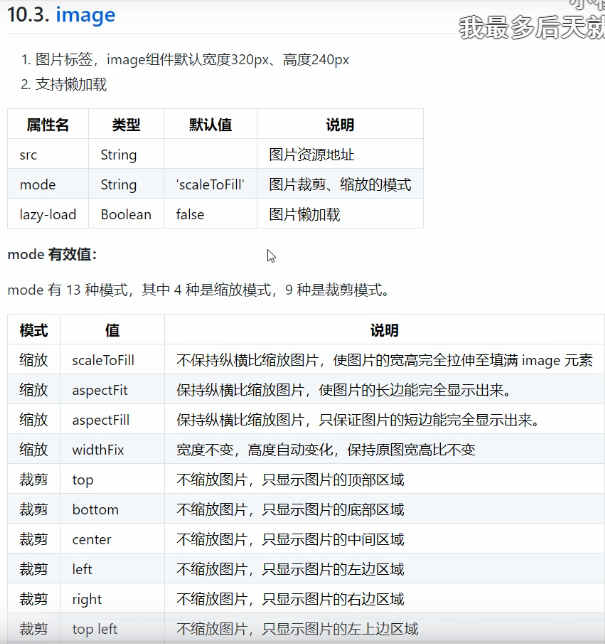 10.3. image
我最多后天就
1. 图片标签，image组件默认宽度320px、高度240px
2. 支持懒加载
属性名 类型 默认值 说明
src String 图片资源地址
mode String 'scaleToFill' 图片裁剪、缩放的模式
lazy-load Boolean false 图片懒加载
mode 有效值：
mode 有 13 种模式，其中 4 种是缩放模式，9 种是裁剪模式。
模式 值 说明
缩放 scaleToFill 不保持纵横比缩放图片，使图片的宽高完全拉伸至填满 image 元素
缩放 aspectFit 保持纵横比缩放图片，使图片的长边能完全显示出来。
缩放 aspectFill 保持纵横比缩放图片，只保证图片的短边能完全显示出来。
缩放 widthFix 宽度不变，高度自动变化，保持原图宽高比不变
裁剪 top 不缩放图片，只显示图片的顶部区域
裁剪 bottom 不缩放图片，只显示图片的底部区域
裁剪 center 不缩放图片，只显示图片的中间区域
裁剪 left 不缩放图片，只显示图片的左边区域
裁剪 right 不缩放图片，只显示图片的右边区域
裁剪 top left 不缩放图片，只显示图片的左上边区域